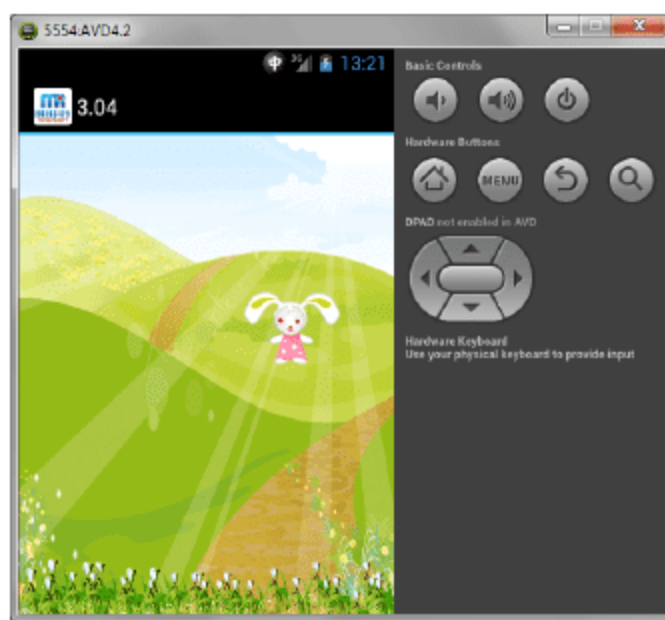 5554:AVD4.2
3G 13:21
3.04
Basic Controls
Hardware Buttons
MENU
DPAD not enabled in AVD
Hardware Keyboard
Use your physical keyboard to provide input